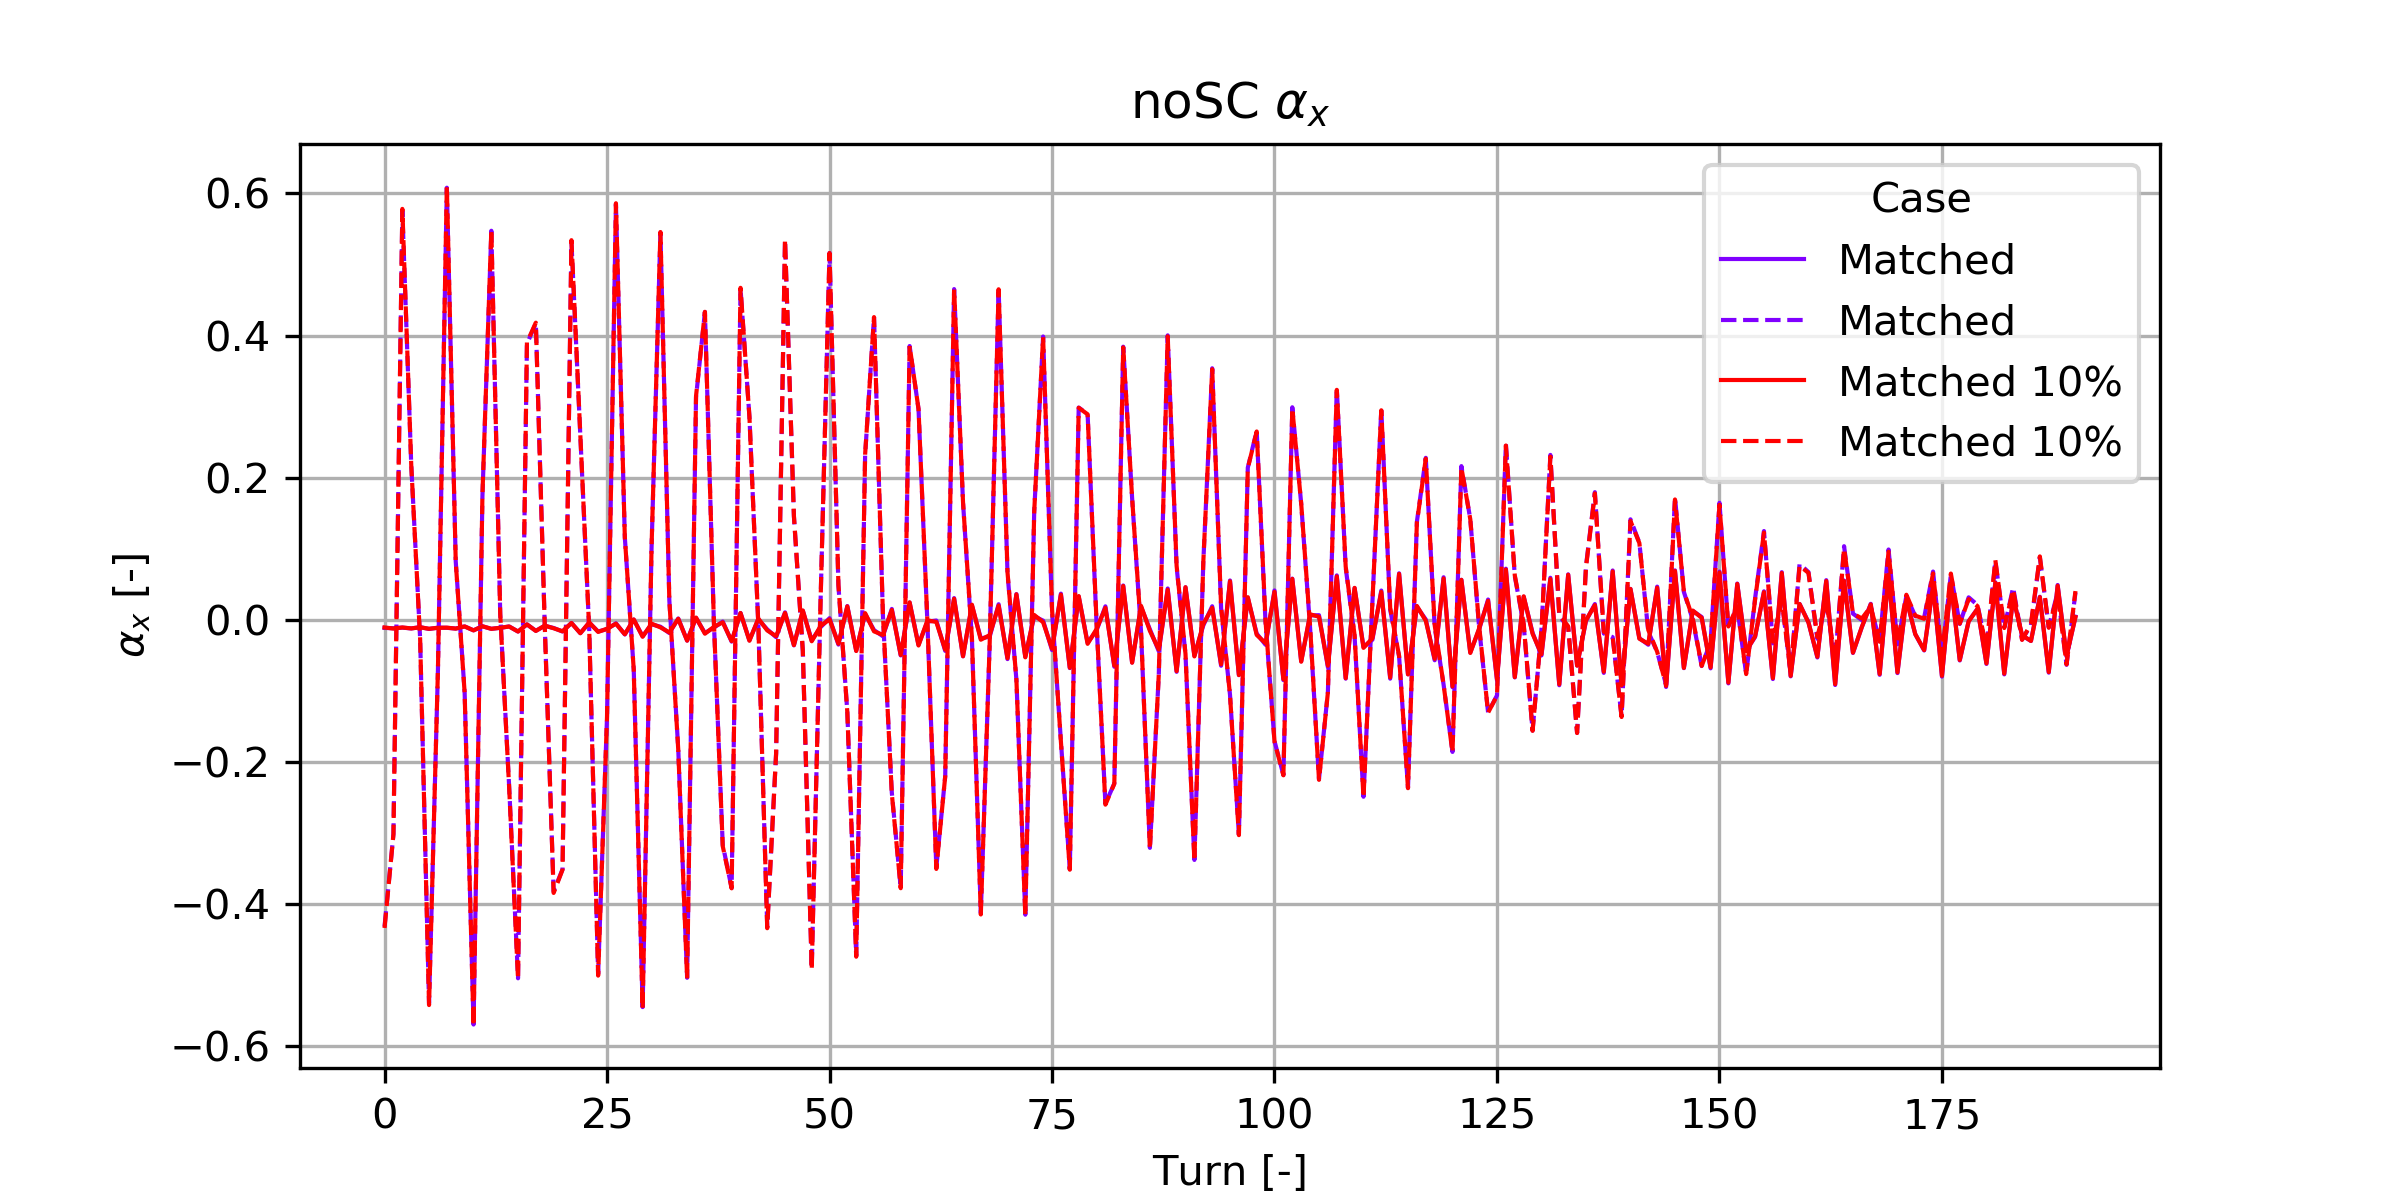 noSC αx
Case
Matched
Matched
Matched 10%
Matched 10%
αx [-]
0.6
0.4
0.2
0.0
−0.2
−0.4
−0.6
0 25 50 75 100 125 150 175
Turn [-]